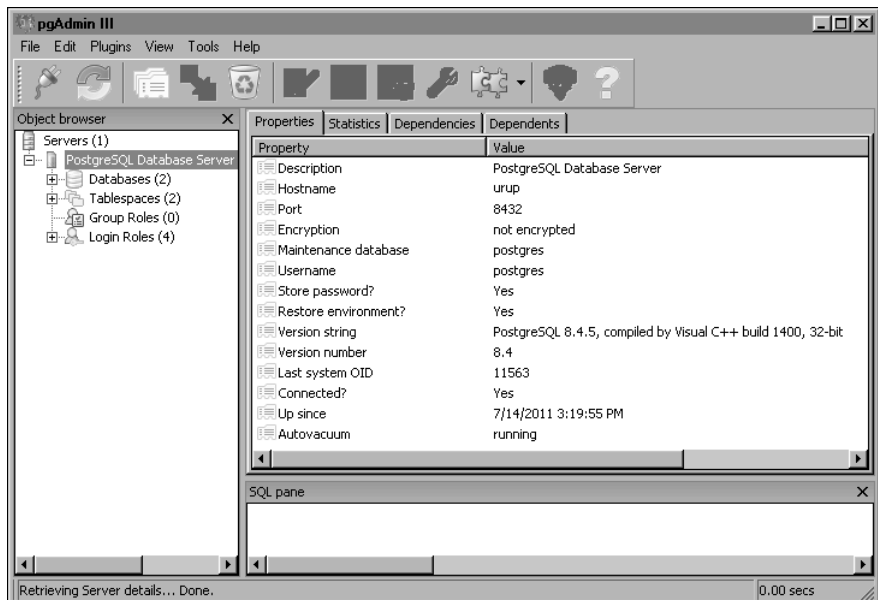 pgAdmin III
File Edit Plugins View Tools Help
Object browser
Servers (1)
PostgreSQL Database Server
Databases (2)
Tablespaces (2)
Group Roles (0)
Login Roles (4)
Properties Statistics Dependencies Dependents
Property Value
Description PostgreSQL Database Server
Hostname urup
Port 8432
Encryption not encrypted
Maintenance database postgres
Username postgres
Store password? Yes
Restore environment? Yes
Version string PostgreSQL 8.4.5, compiled by Visual C++ build 1400, 32-bit
Version number 8.4
Last system OID 11563
Connected? Yes
Up since 7/14/2011 3:19:55 PM
Autovacuum running
SQL pane
Retrieving Server details... Done. 0.00 secs